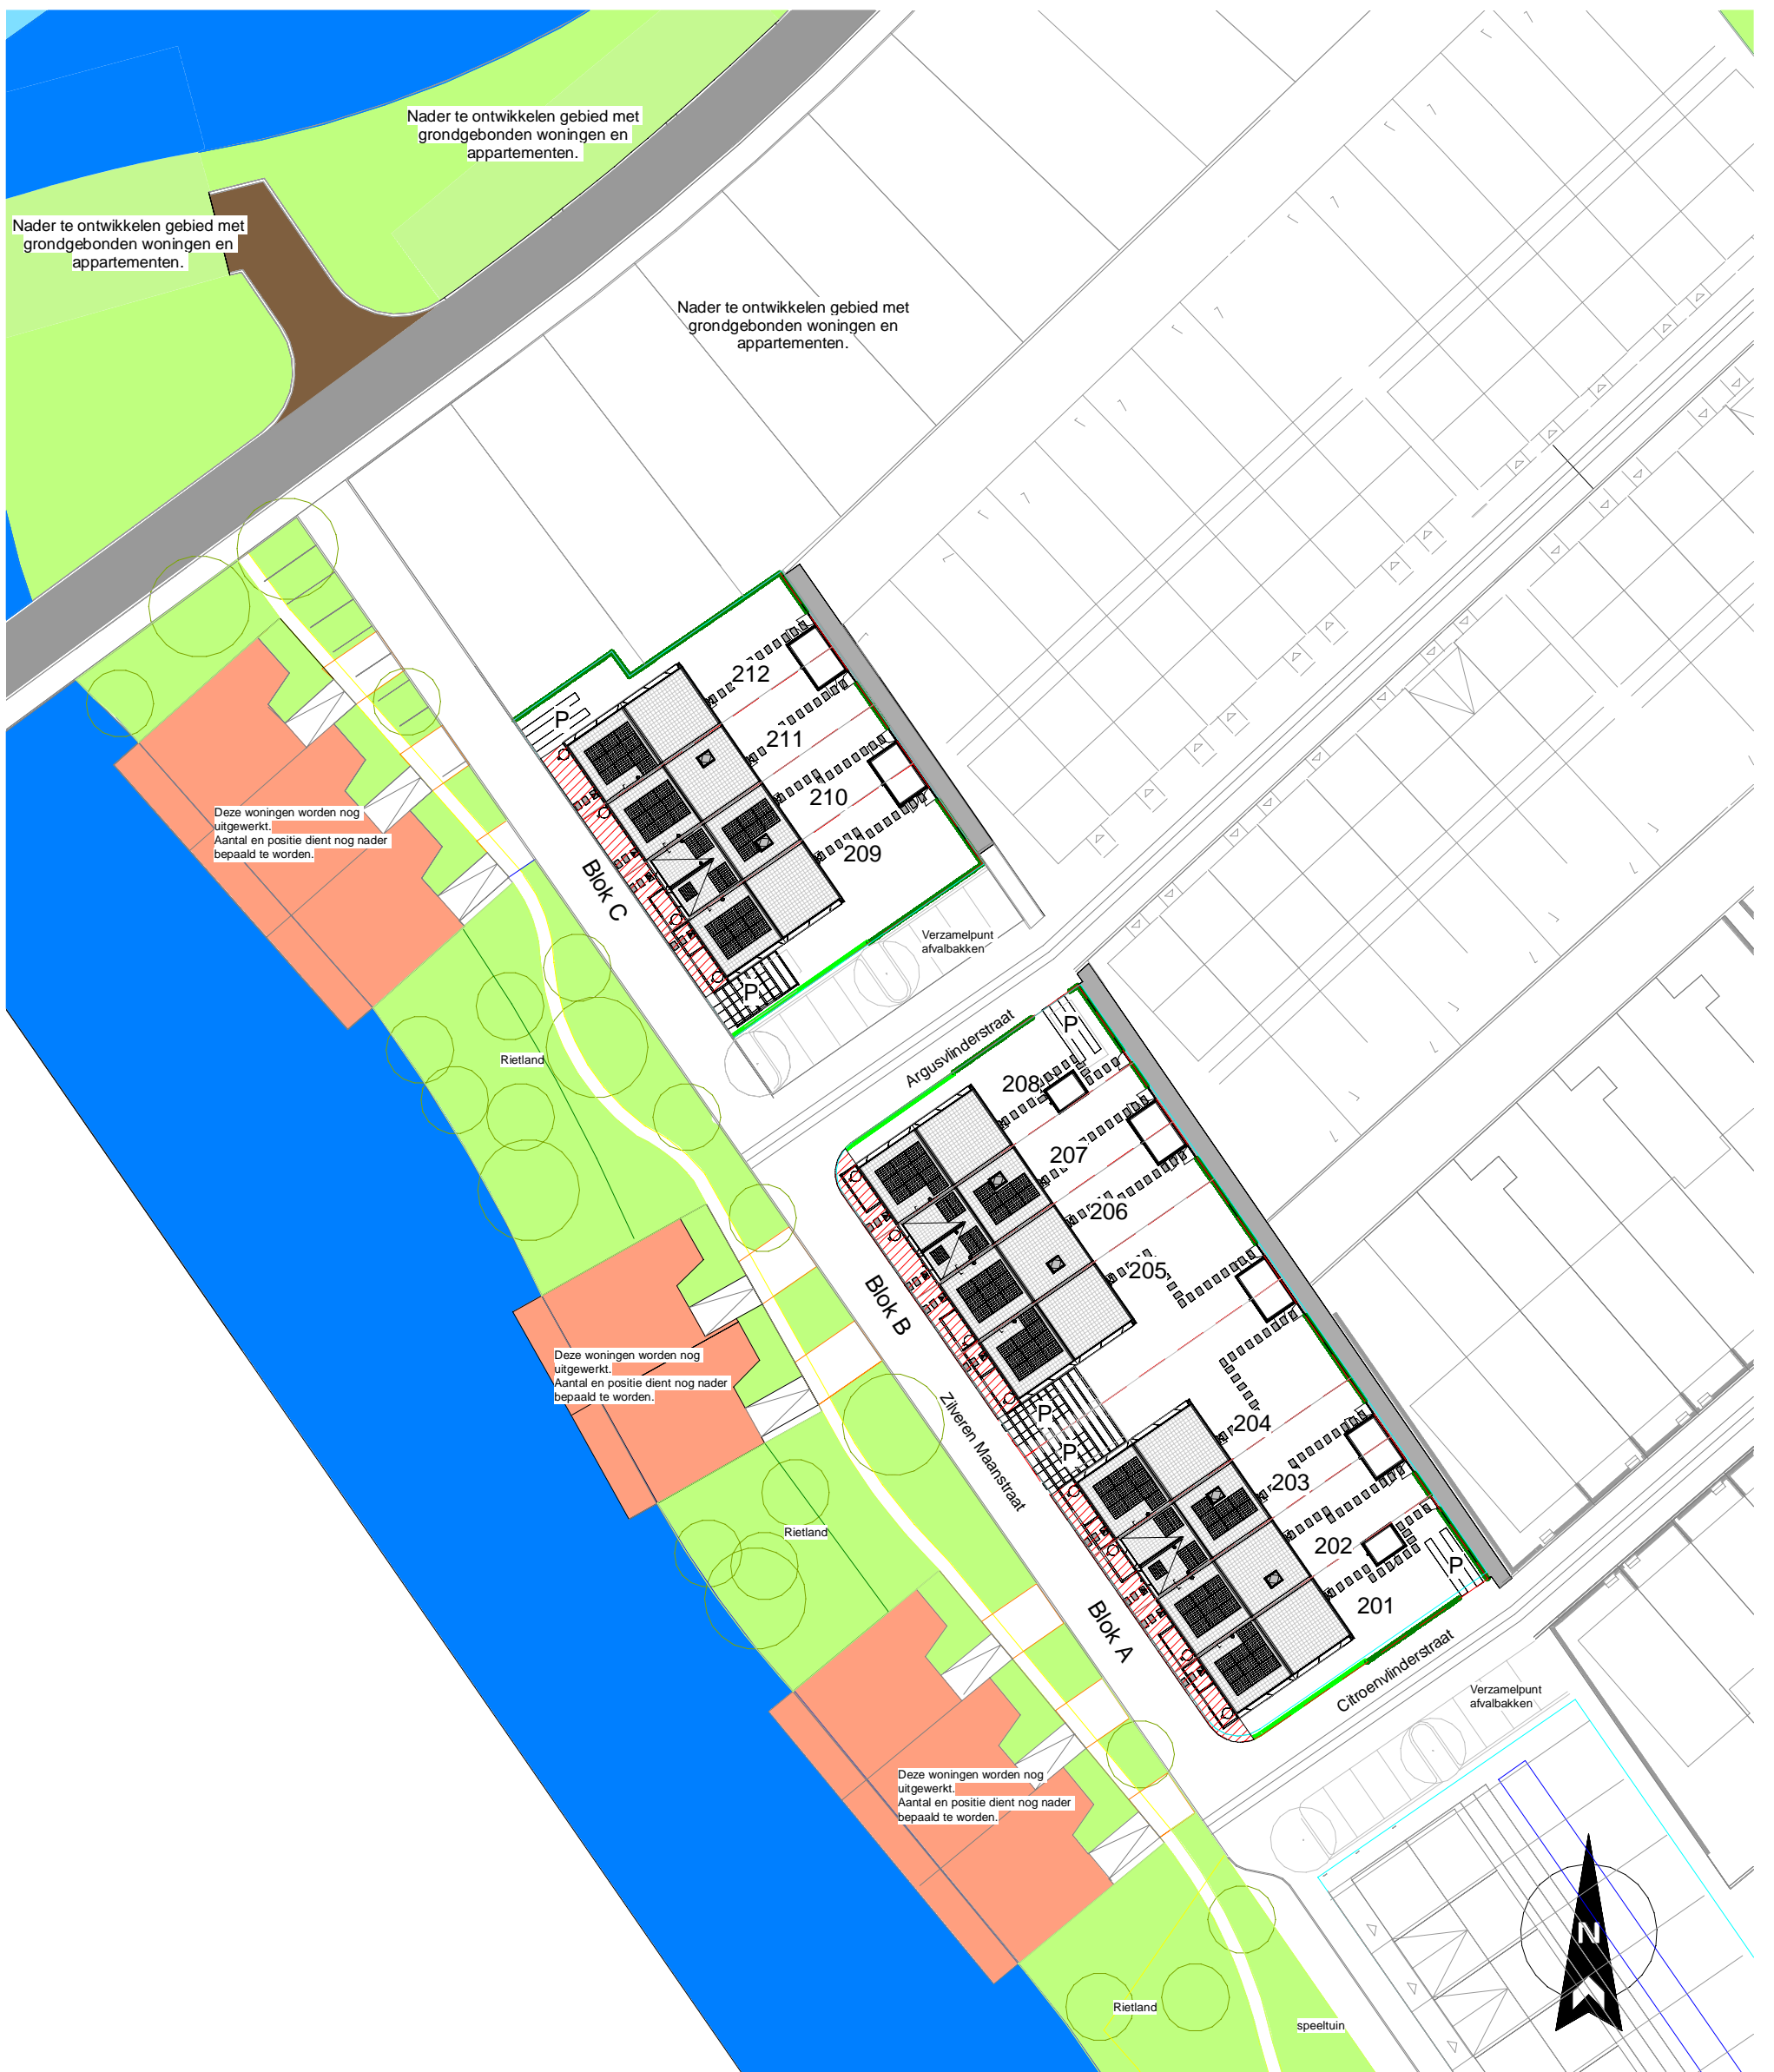 Nader te ontwikkelen gebied met
grondgebonden woningen en
appartementen.
Nader te ontwikkelen gebied met
grondgebonden woningen en
appartementen.
Nader te ontwikkelen gebied met
grondgebonden woningen en
appartementen.
212
P
211
210
209
Blok C
P
Deze woningen worden nog
uitgewerkt.
Aantal en positie dient nog nader
bepaald te worden.
Verzamelpunt
afvalbakken
Rietland
Argusvlinderstraat
P
208
207
206
205
Blok B
Zilveren Maanstraat
P
P
Deze woningen worden nog
uitgewerkt.
Aantal en positie dient nog nader
bepaald te worden.
204
203
202
201
P
Rietland
Blok A
Citroenvlinderstraat
Verzamelpunt
afvalbakken
Deze woningen worden nog
uitgewerkt.
Aantal en positie dient nog nader
bepaald te worden.
N
Rietland
speeltuin